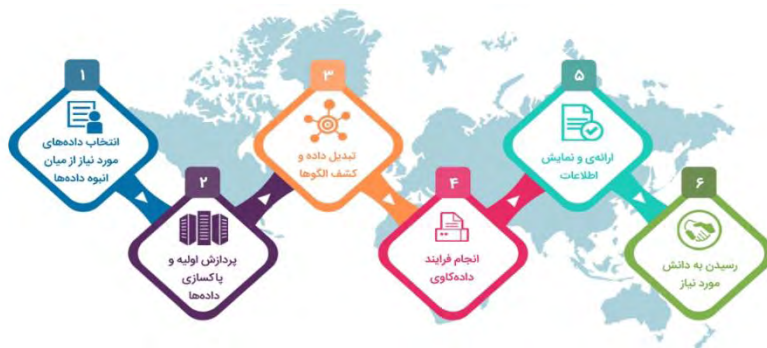 ۱
انتخاب داده‌های
مورد نیاز از میان
انبوه داده‌ها
۲
پردازش اولیه و
پاکسازی
داده‌ها
۳
تبدیل داده و
کشف الگوها
۴
انجام فرایند
داده‌کاوی
۵
ارائه‌ی و نمایش
اطلاعات
۶
رسیدن به دانش
مورد نیاز